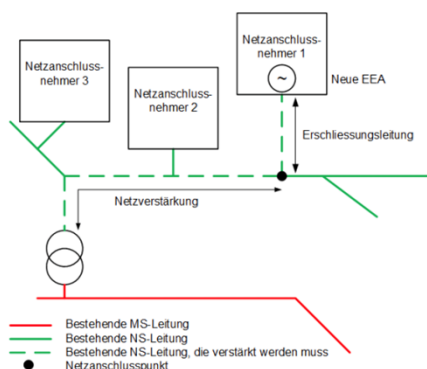 Netzanschluss-
nehmer 3
Netzanschluss-
nehmer 2
Netzanschluss-
nehmer 1
~
Neue EEA
Erschliessungsleitung
Netzverstärkung
Bestehende MS-Leitung
Bestehende NS-Leitung
Bestehende NS-Leitung, die verstärkt werden muss
Netzanschlusspunkt